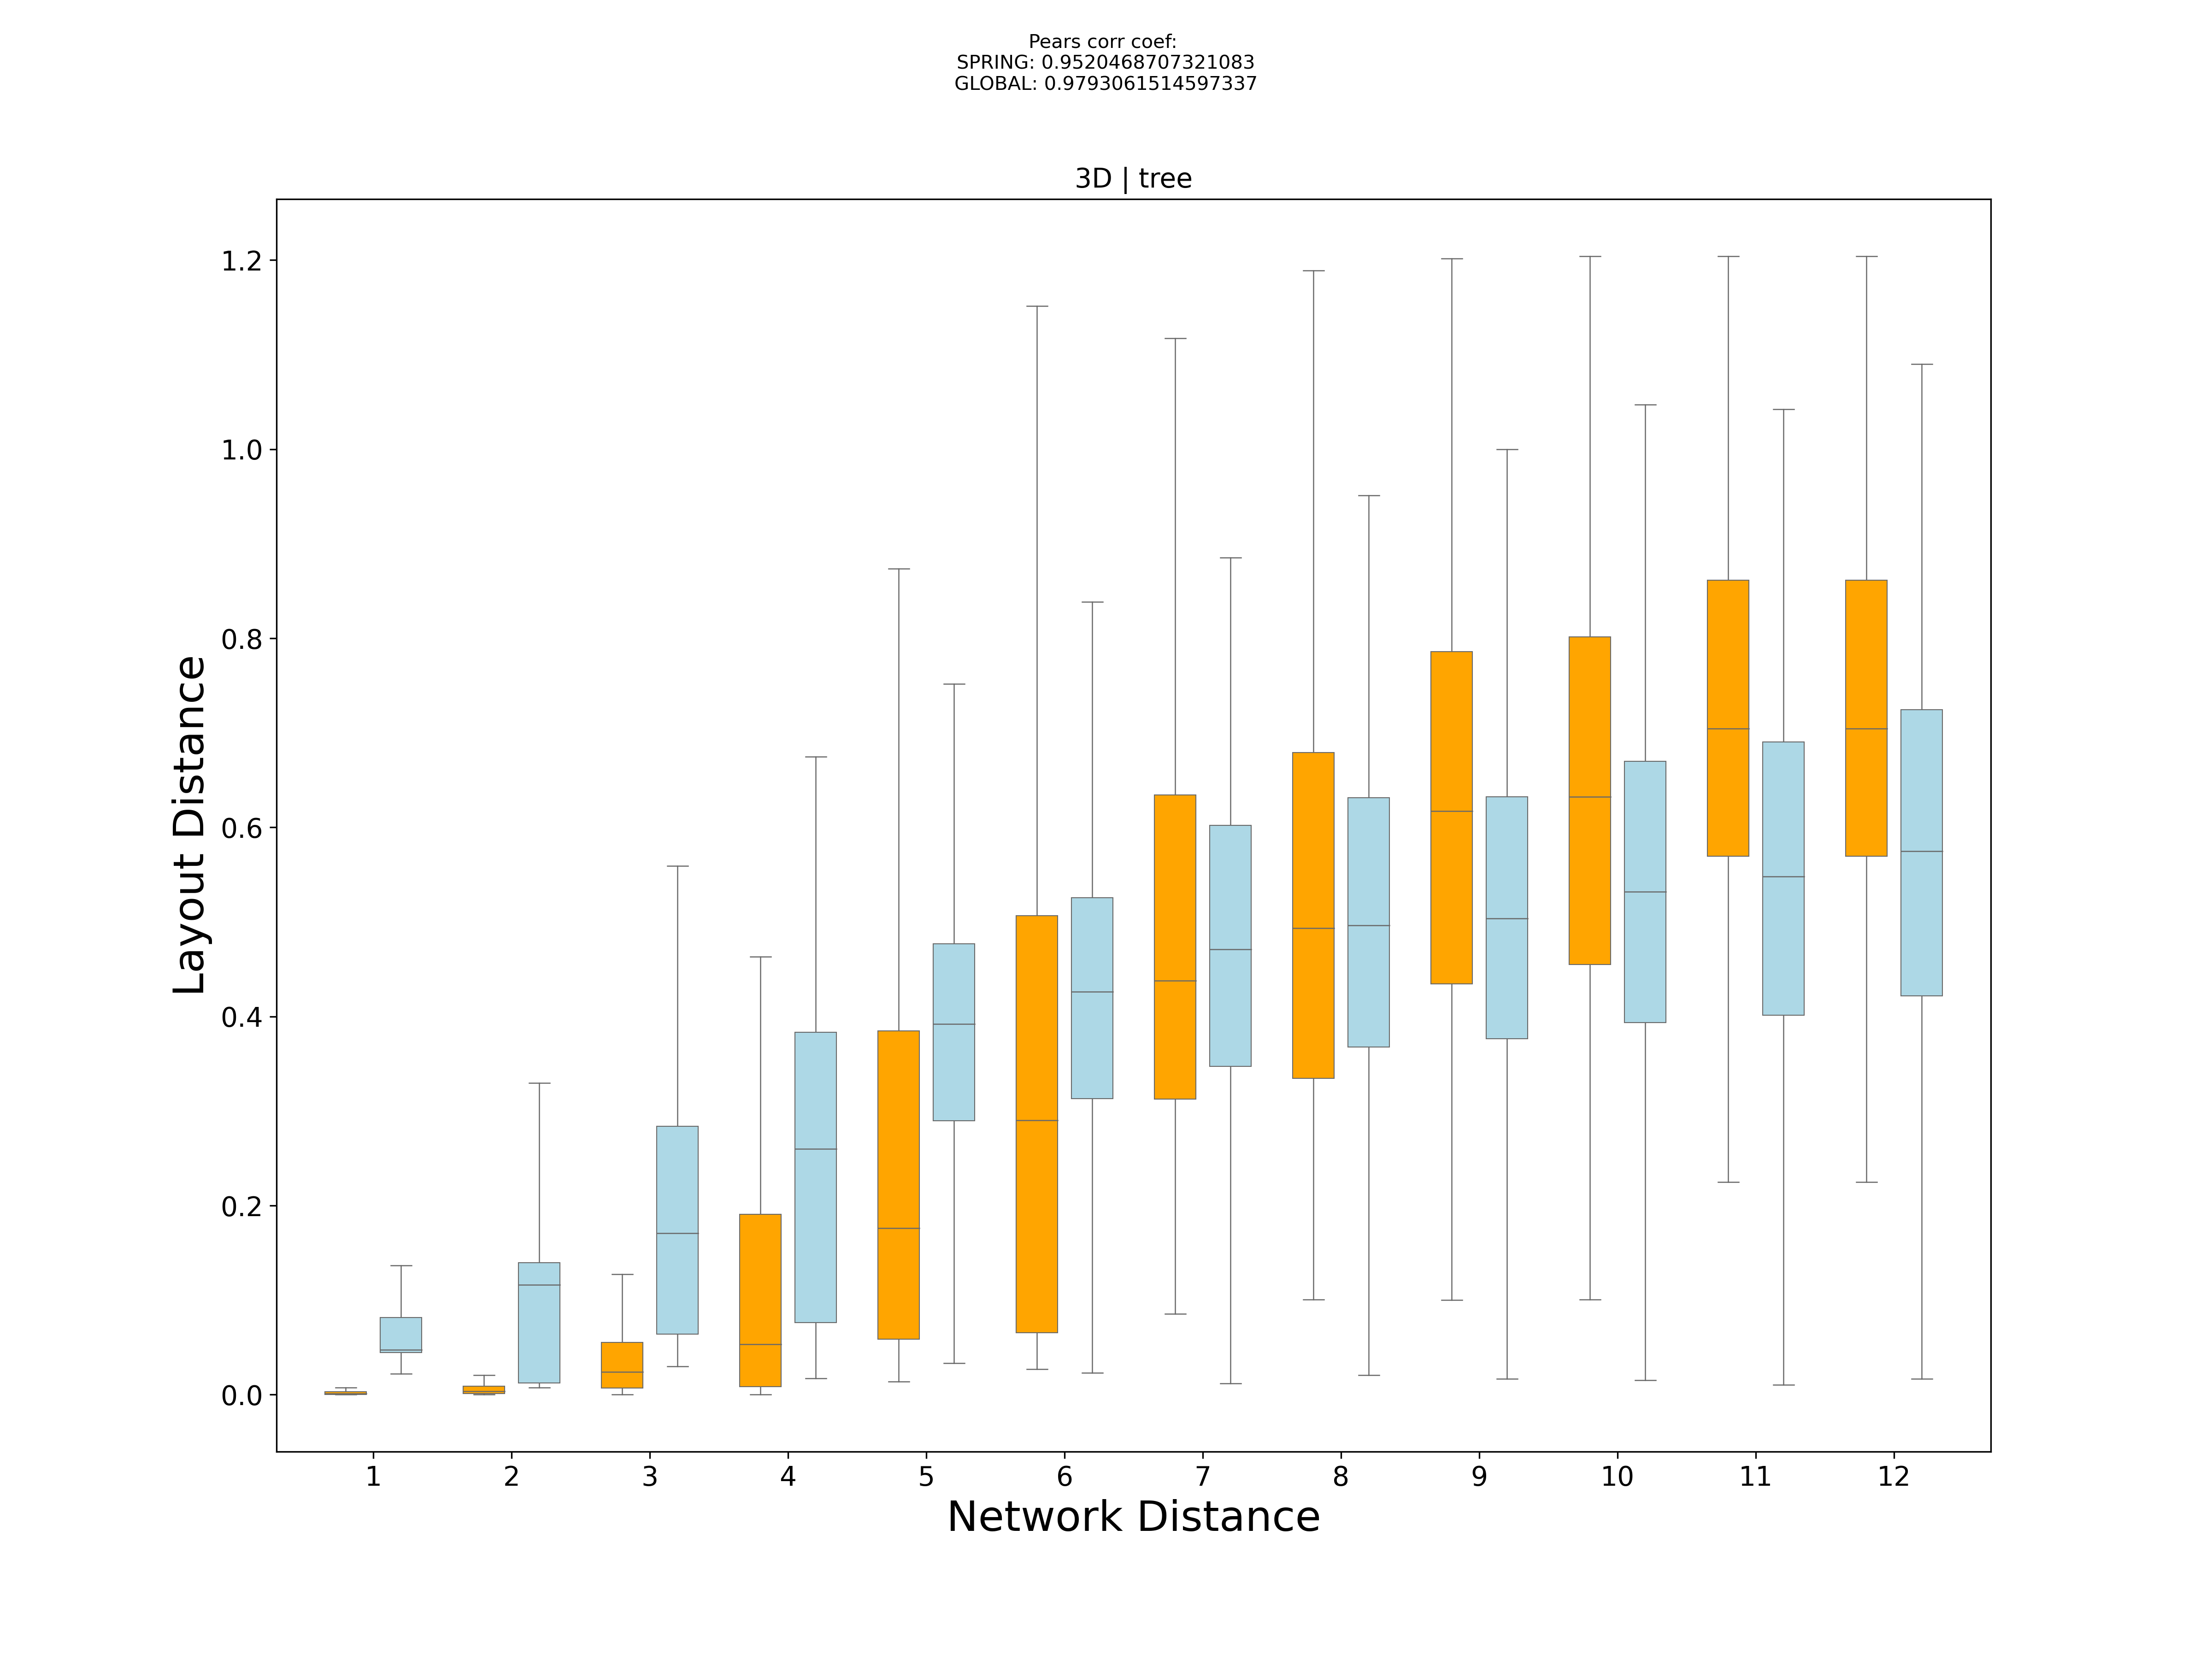 Pears corr coef:
SPRING: 0.9520468707321083
GLOBAL: 0.9793061514597337
3D | tree
1.2
1.0
0.8
0.6
0.4
0.2
0.0
Layout Distance
1 2 3 4 5 6 7 8 9 10 11 12
Network Distance